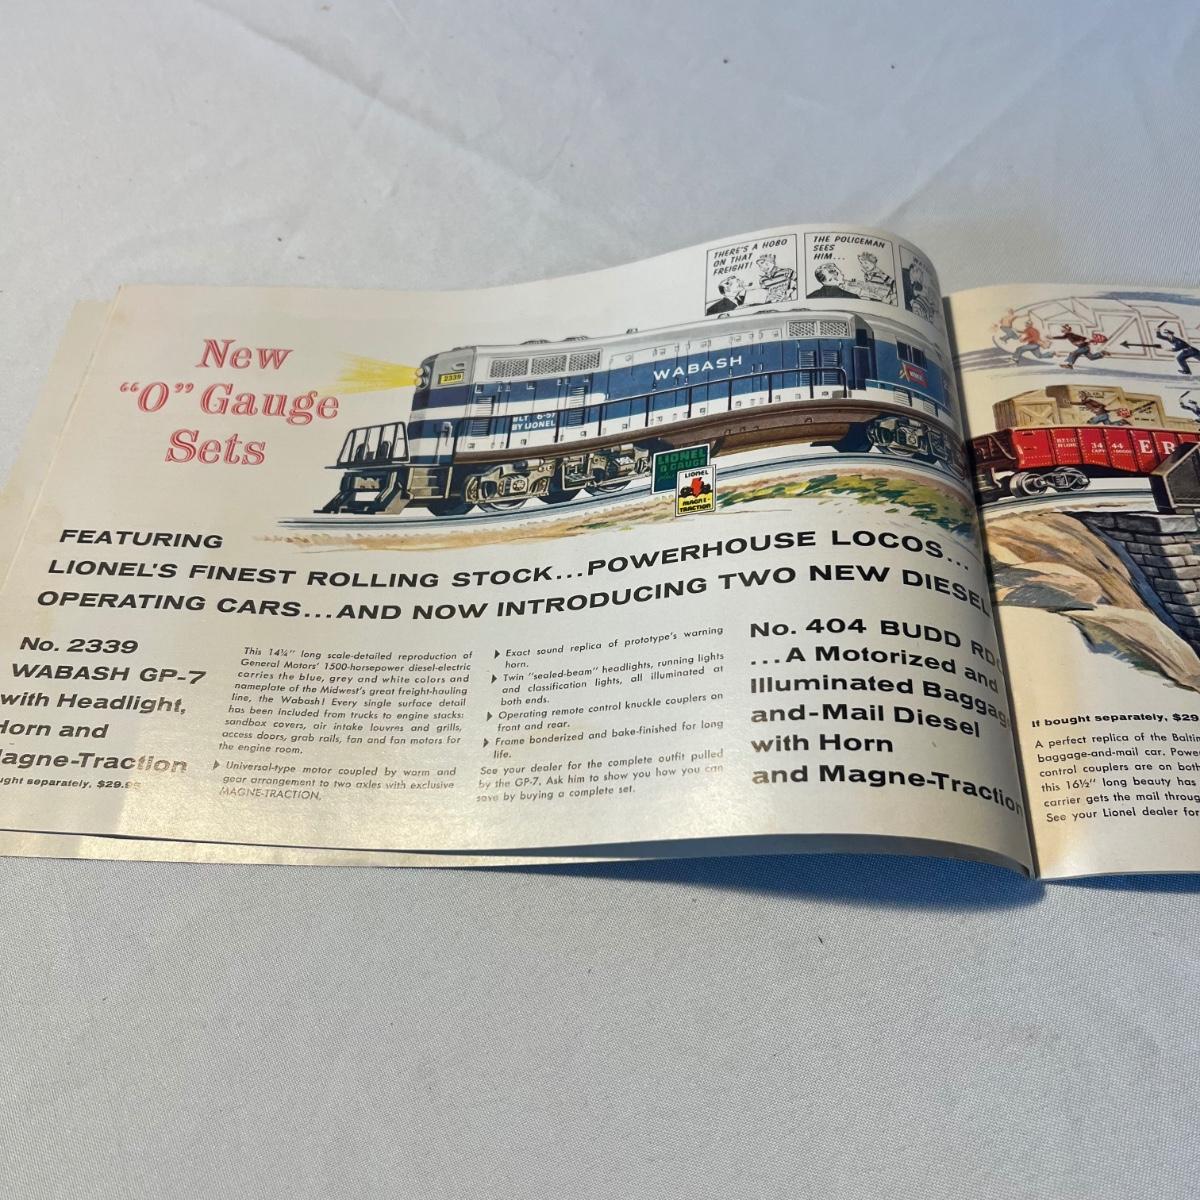 THERE'S A HOBO
ON THAT
FREIGHT!
THE POLICEMAN
SEES
HIM...
New
"O" Gauge
Sets
2339
WABASH
BLT 6-57
BY LIONEL
LIONEL
O GAUGE
LIONEL
MAGNE-
TRACTION
FEATURING
LIONEL'S FINEST ROLLING STOCK...POWERHOUSE LOCOS...
OPERATING CARS...AND NOW INTRODUCING TWO NEW DIESEL
No. 2339
WABASH GP-7
with Headlight,
Horn and
Magne-Traction
ught separately, $29.95
This 14¼" long scale-detailed reproduction of
General Motors' 1500-horsepower diesel-electric
carries the blue, grey and white colors and
nameplate of the Midwest's great freight-hauling
line, the Wabash! Every single surface detail
has been included from trucks to engine stacks:
sandbox covers, air intake louvres and grills,
access doors, grab rails, fan and fan motors for
the engine room.
Universal-type motor coupled by worm and
gear arrangement to two axles with exclusive
MAGNE-TRACTION.
Exact sound replica of prototype's warning
horn.
Twin "sealed-beam" headlights, running lights
and classification lights, all illuminated at
both ends.
Operating remote control knuckle couplers on
front and rear.
Frame bonderized and bake-finished for long
life.
See your dealer for the complete outfit pulled
by the GP-7. Ask him to show you how you can
save by buying a complete set.
No. 404 BUDD RDC
...A Motorized and
Illuminated Baggage
and-Mail Diesel
with Horn
and Magne-Traction
3444
ER
If bought separately, $29
A perfect replica of the Baltim
baggage-and-mail car. Power
control couplers are on both
this 16½" long beauty has
carrier gets the mail throug
See your Lionel dealer for